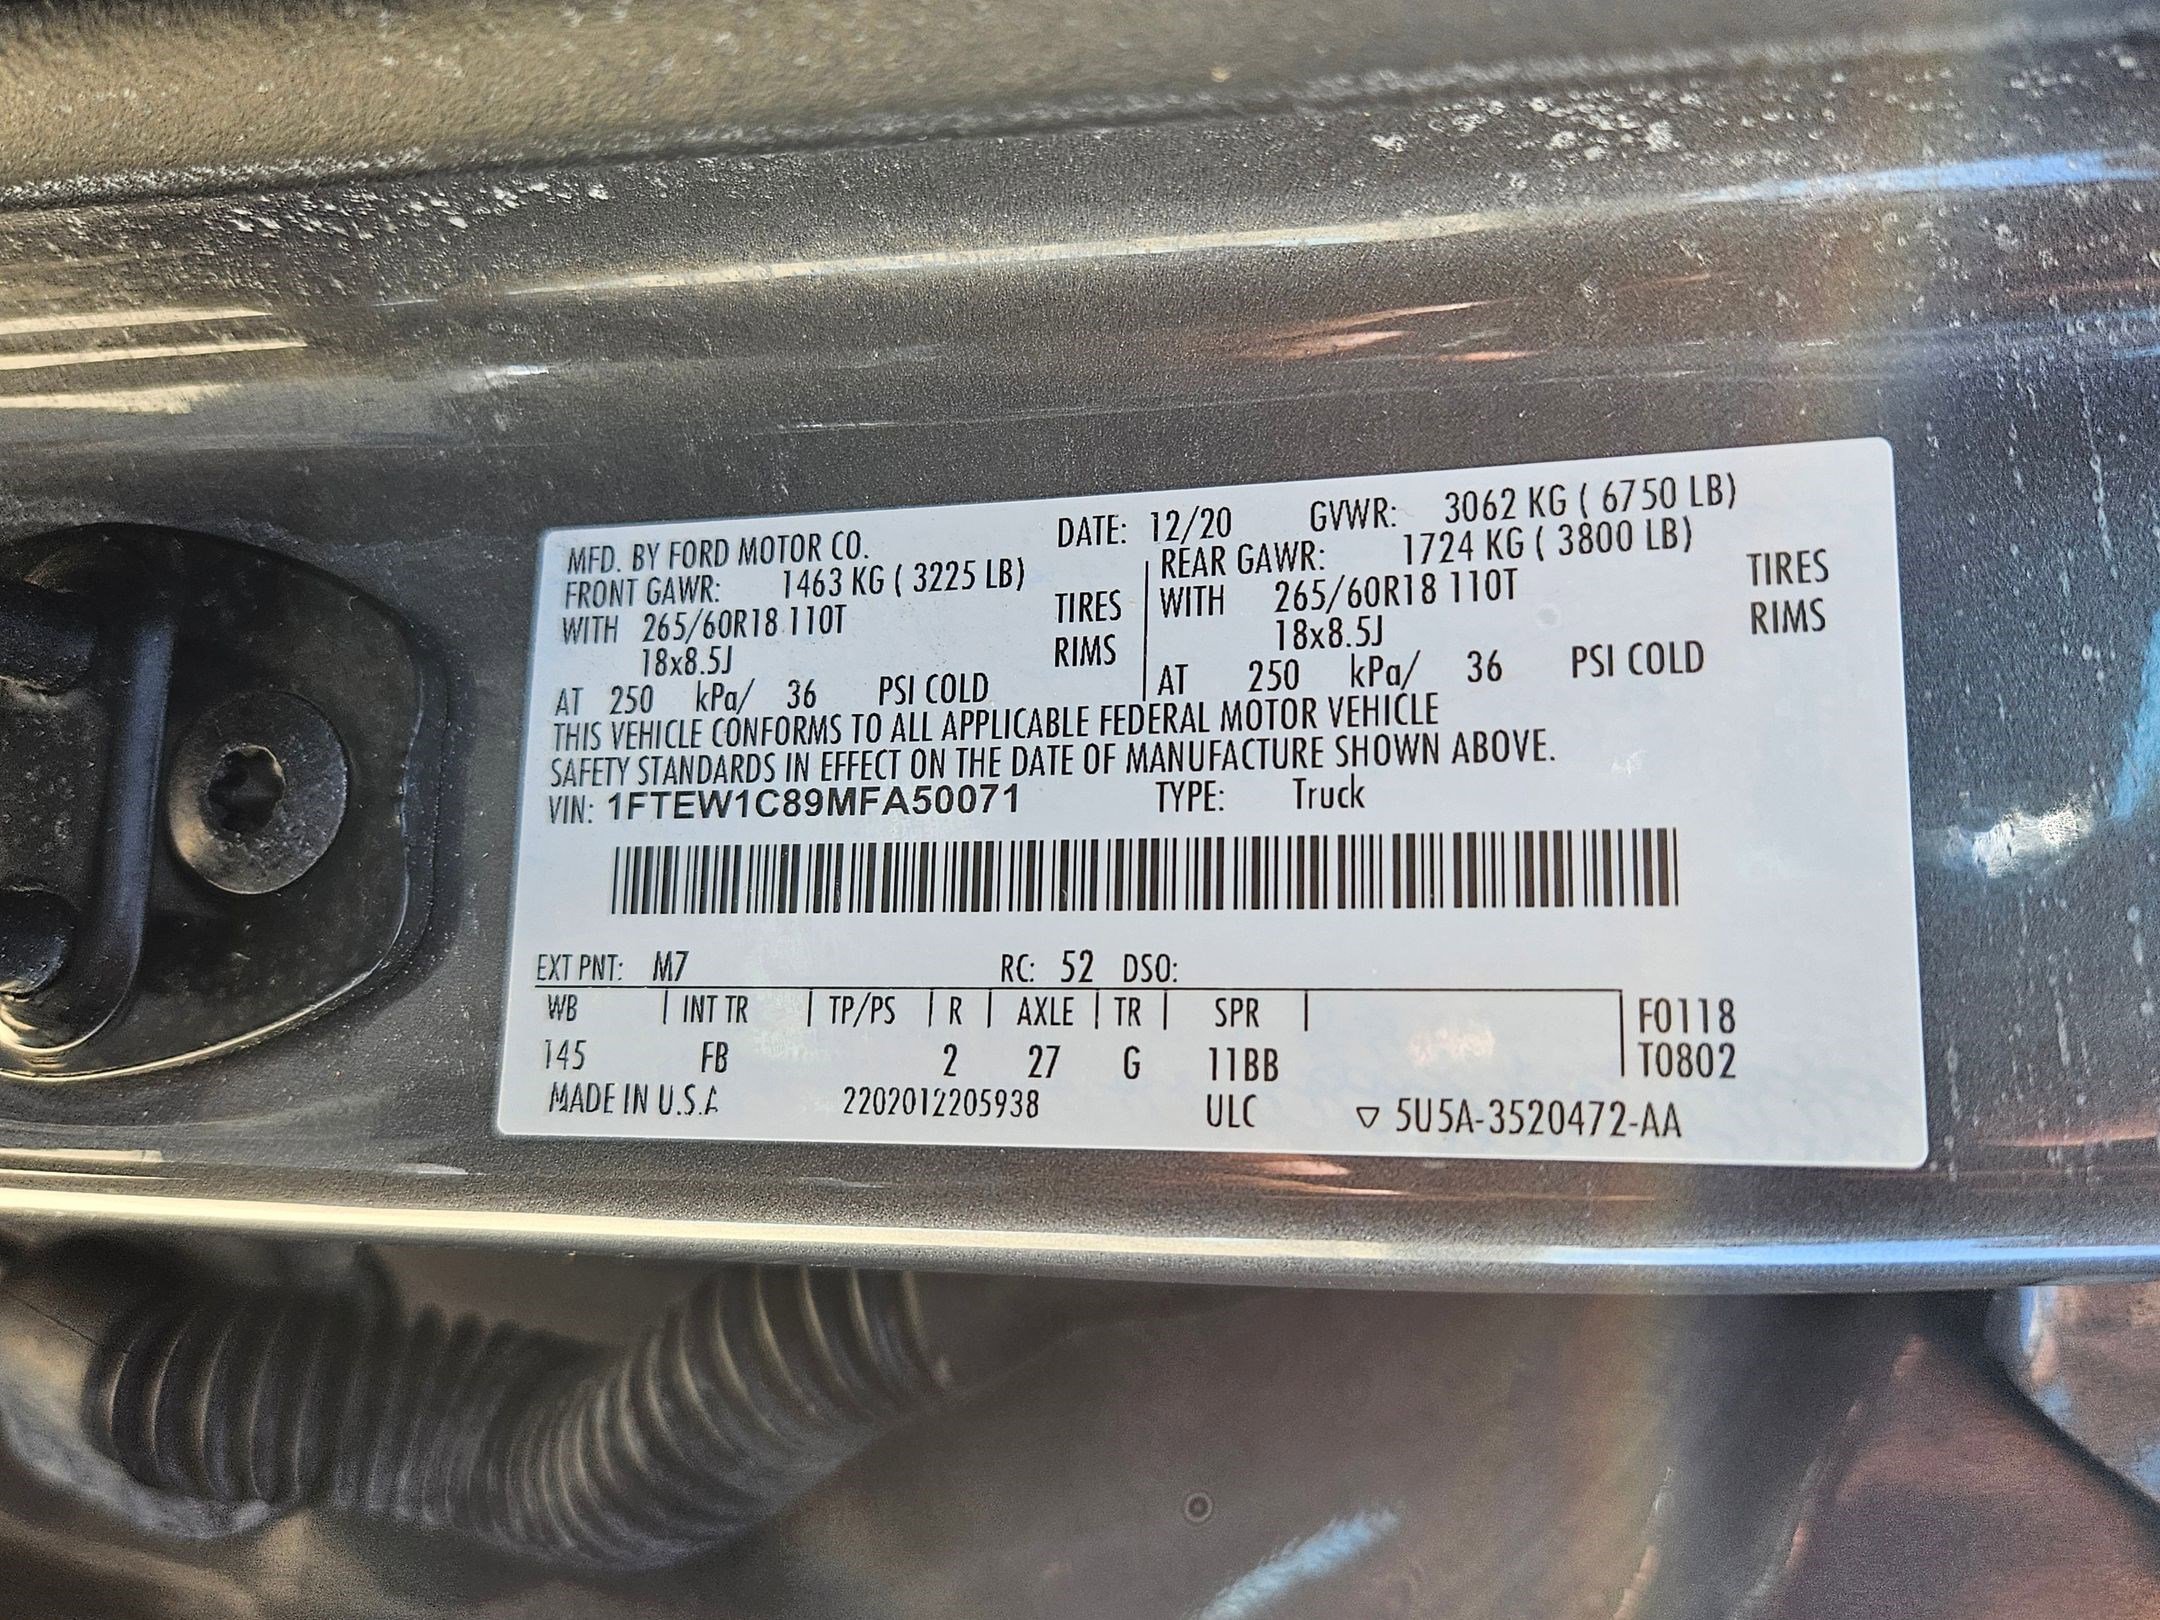 MFD. BY FORD MOTOR CO. DATE: 12/20 GVWR: 3062 KG ( 6750 LB)
FRONT GAWR: 1463 KG ( 3225 LB) REAR GAWR: 1724 KG ( 3800 LB)
WITH 265/60R18 110T TIRES WITH 265/60R18 110T TIRES
18x8.5J RIMS 18x8.5J RIMS
AT 250 kPa/ 36 PSI COLD AT 250 kPa/ 36 PSI COLD
THIS VEHICLE CONFORMS TO ALL APPLICABLE FEDERAL MOTOR VEHICLE
SAFETY STANDARDS IN EFFECT ON THE DATE OF MANUFACTURE SHOWN ABOVE.
VIN: 1FTEW1C89MFA50071 TYPE: Truck
EXT PNT: M7 RC: 52 DSO:
WB INT TR TP/PS R AXLE TR SPR F0118
145 FB 2 27 G 11BB T0802
MADE IN U.S.A 2202012205938 ULC ▽ 5U5A-3520472-AA